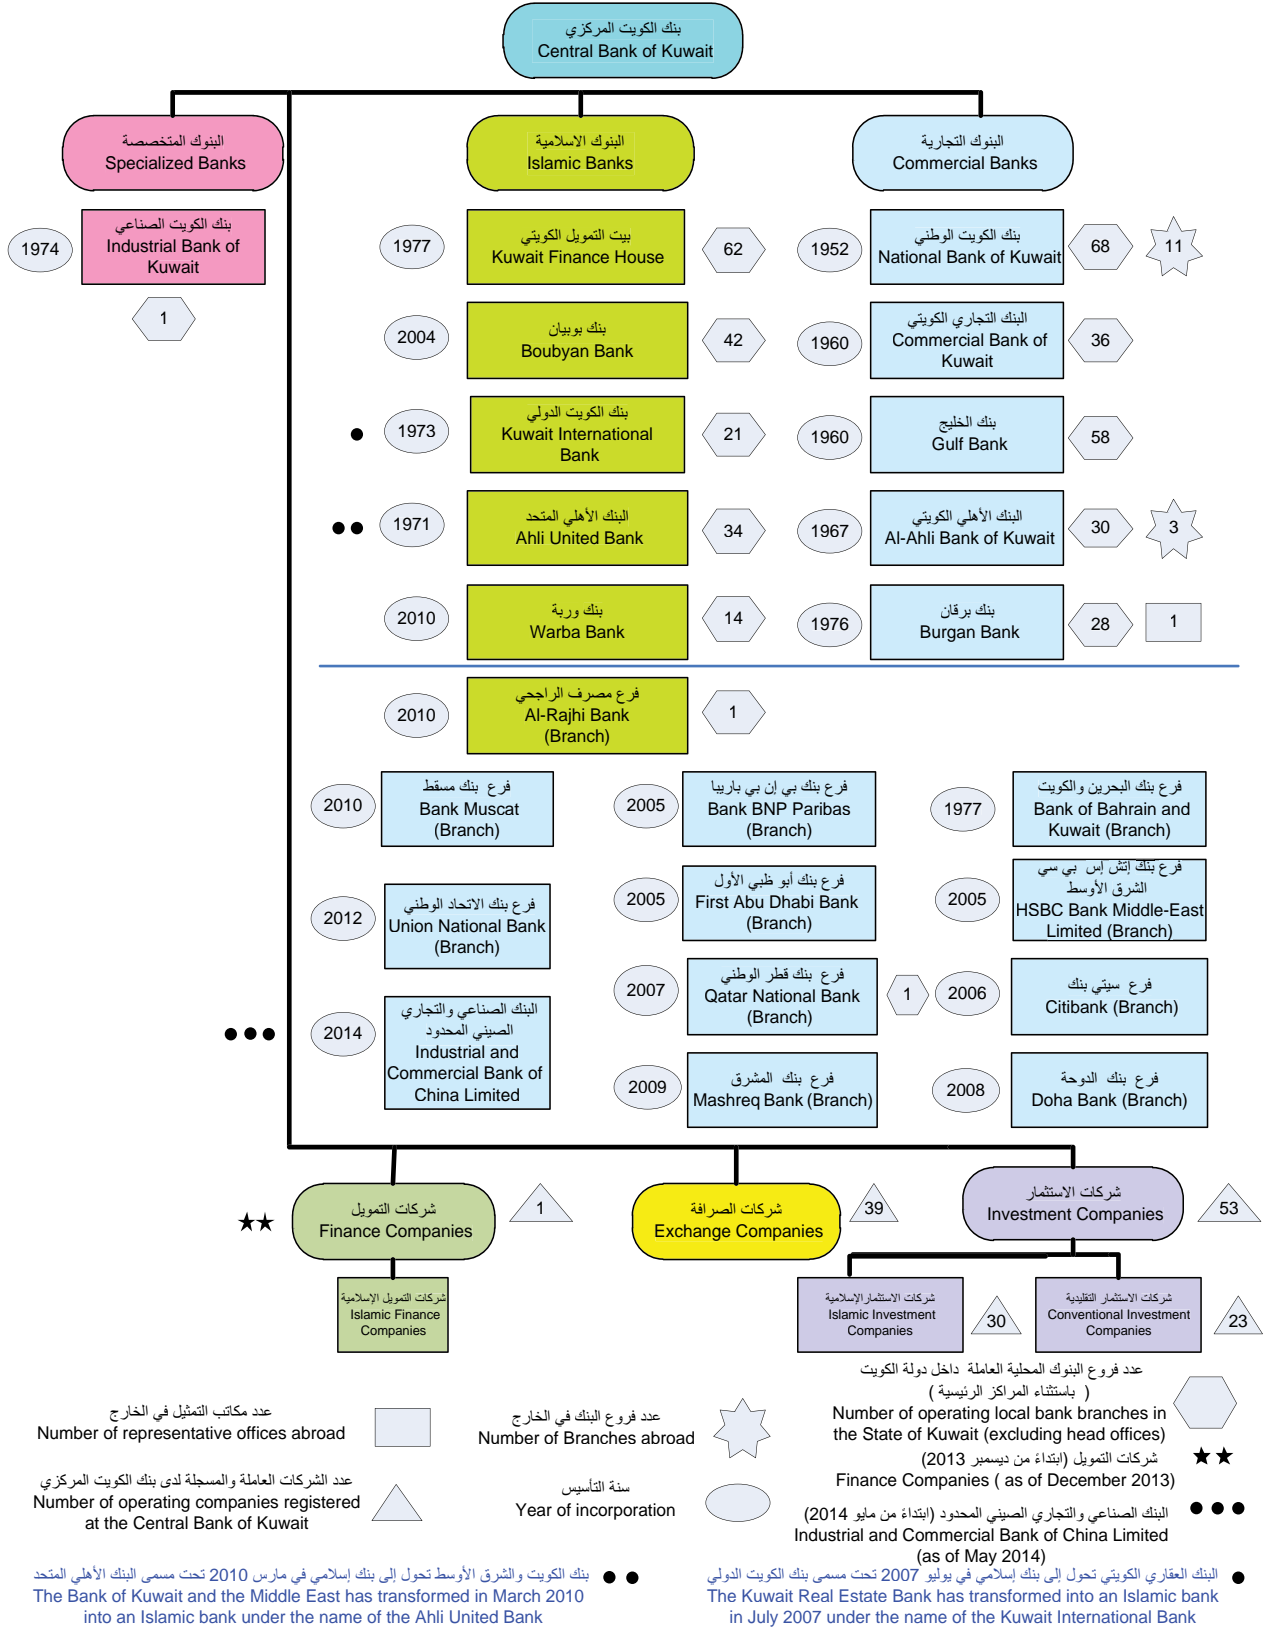 بنك الكويت المركزي
Central Bank of Kuwait
البنوك المتخصصة
Specialized Banks
البنوك الاسلامية
Islamic Banks
البنوك التجارية
Commercial Banks
1974
بنك الكويت الصناعي
Industrial Bank of
Kuwait
1
1977
بيت التمويل الكويتي
Kuwait Finance House
62
1952
بنك الكويت الوطني
National Bank of Kuwait
68
11
2004
بنك بوبيان
Boubyan Bank
42
1960
البنك التجاري الكويتي
Commercial Bank of
Kuwait
36
●
1973
بنك الكويت الدولي
Kuwait International
Bank
21
1960
بنك الخليج
Gulf Bank
58
●●
1971
البنك الأهلي المتحد
Ahli United Bank
34
1967
البنك الأهلي الكويتي
Al-Ahli Bank of Kuwait
30
3
2010
بنك وربة
Warba Bank
14
1976
بنك برقان
Burgan Bank
28
1
2010
فرع مصرف الراجحي
Al-Rajhi Bank
(Branch)
1
2010
فرع بنك مسقط
Bank Muscat
(Branch)
2005
فرع بنك بي إن بي باريبا
Bank BNP Paribas
(Branch)
1977
فرع بنك البحرين والكويت
Bank of Bahrain and
Kuwait (Branch)
2012
فرع بنك الاتحاد الوطني
Union National Bank
(Branch)
2005
فرع بنك أبو ظبي الأول
First Abu Dhabi Bank
(Branch)
2005
فرع بنك إتش إس بي سي
الشرق الأوسط
HSBC Bank Middle-East
Limited (Branch)
2007
فرع بنك قطر الوطني
Qatar National Bank
(Branch)
1
2006
فرع سيتي بنك
Citibank (Branch)
●●●
2014
البنك الصناعي والتجاري
الصيني المحدود
Industrial and
Commercial Bank of
China Limited
2009
فرع بنك المشرق
Mashreq Bank (Branch)
2008
فرع بنك الدوحة
Doha Bank (Branch)
★★
شركات التمويل
Finance Companies
1
شركات الصرافة
Exchange Companies
39
شركات الاستثمار
Investment Companies
53
شركات التمويل الإسلامية
Islamic Finance
Companies
شركات الاستثمار الإسلامية
Islamic Investment
Companies
30
شركات الاستثمار التقليدية
Conventional Investment
Companies
23
عدد فروع البنوك المحلية العاملة داخل دولة الكويت
( باستثناء المراكز الرئيسية )
Number of operating local bank branches in
the State of Kuwait (excluding head offices)
عدد مكاتب التمثيل في الخارج
Number of representative offices abroad
عدد فروع البنك في الخارج
Number of Branches abroad
شركات التمويل (ابتداءً من ديسمبر 2013) ★★
Finance Companies ( as of December 2013)
عدد الشركات العاملة والمسجلة لدى بنك الكويت المركزي
Number of operating companies registered
at the Central Bank of Kuwait
سنة التأسيس
Year of incorporation
البنك الصناعي والتجاري الصيني المحدود (ابتداءً من مايو 2014) ●●●
Industrial and Commercial Bank of China Limited
(as of May 2014)
بنك الكويت والشرق الأوسط تحول إلى بنك إسلامي في مارس 2010 تحت مسمى البنك الأهلي المتحد ●●
The Bank of Kuwait and the Middle East has transformed in March 2010
into an Islamic bank under the name of the Ahli United Bank
البنك العقاري الكويتي تحول إلى بنك إسلامي في يوليو 2007 تحت مسمى بنك الكويت الدولي ●
The Kuwait Real Estate Bank has transformed into an Islamic bank
in July 2007 under the name of the Kuwait International Bank